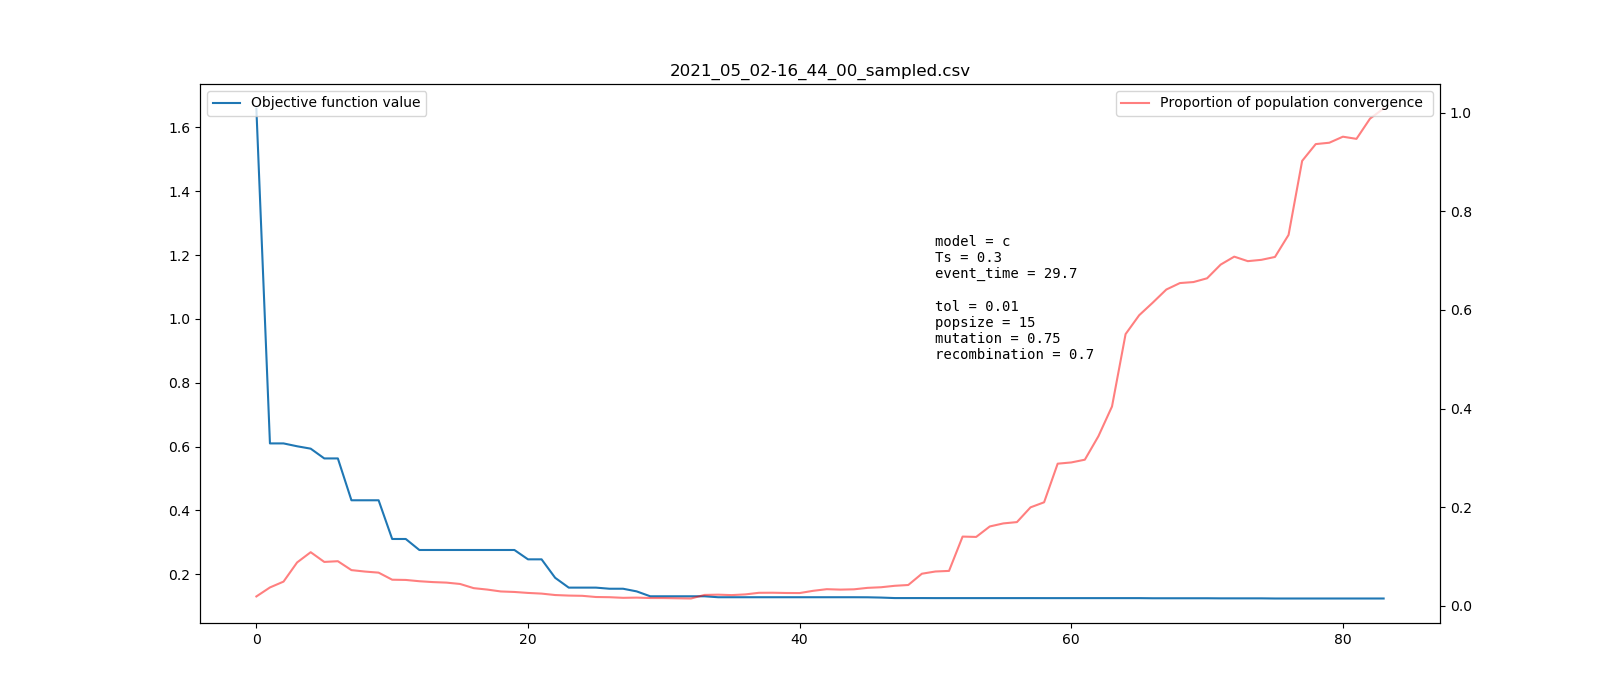 2021_05_02-16_44_00_sampled.csv
Objective function value
Proportion of population convergence
1.6
1.4
1.2
1.0
0.8
0.6
0.4
0.2
1.0
0.8
0.6
0.4
0.2
0.0
model = c
Ts = 0.3
event_time = 29.7
tol = 0.01
popsize = 15
mutation = 0.75
recombination = 0.7
0 20 40 60 80